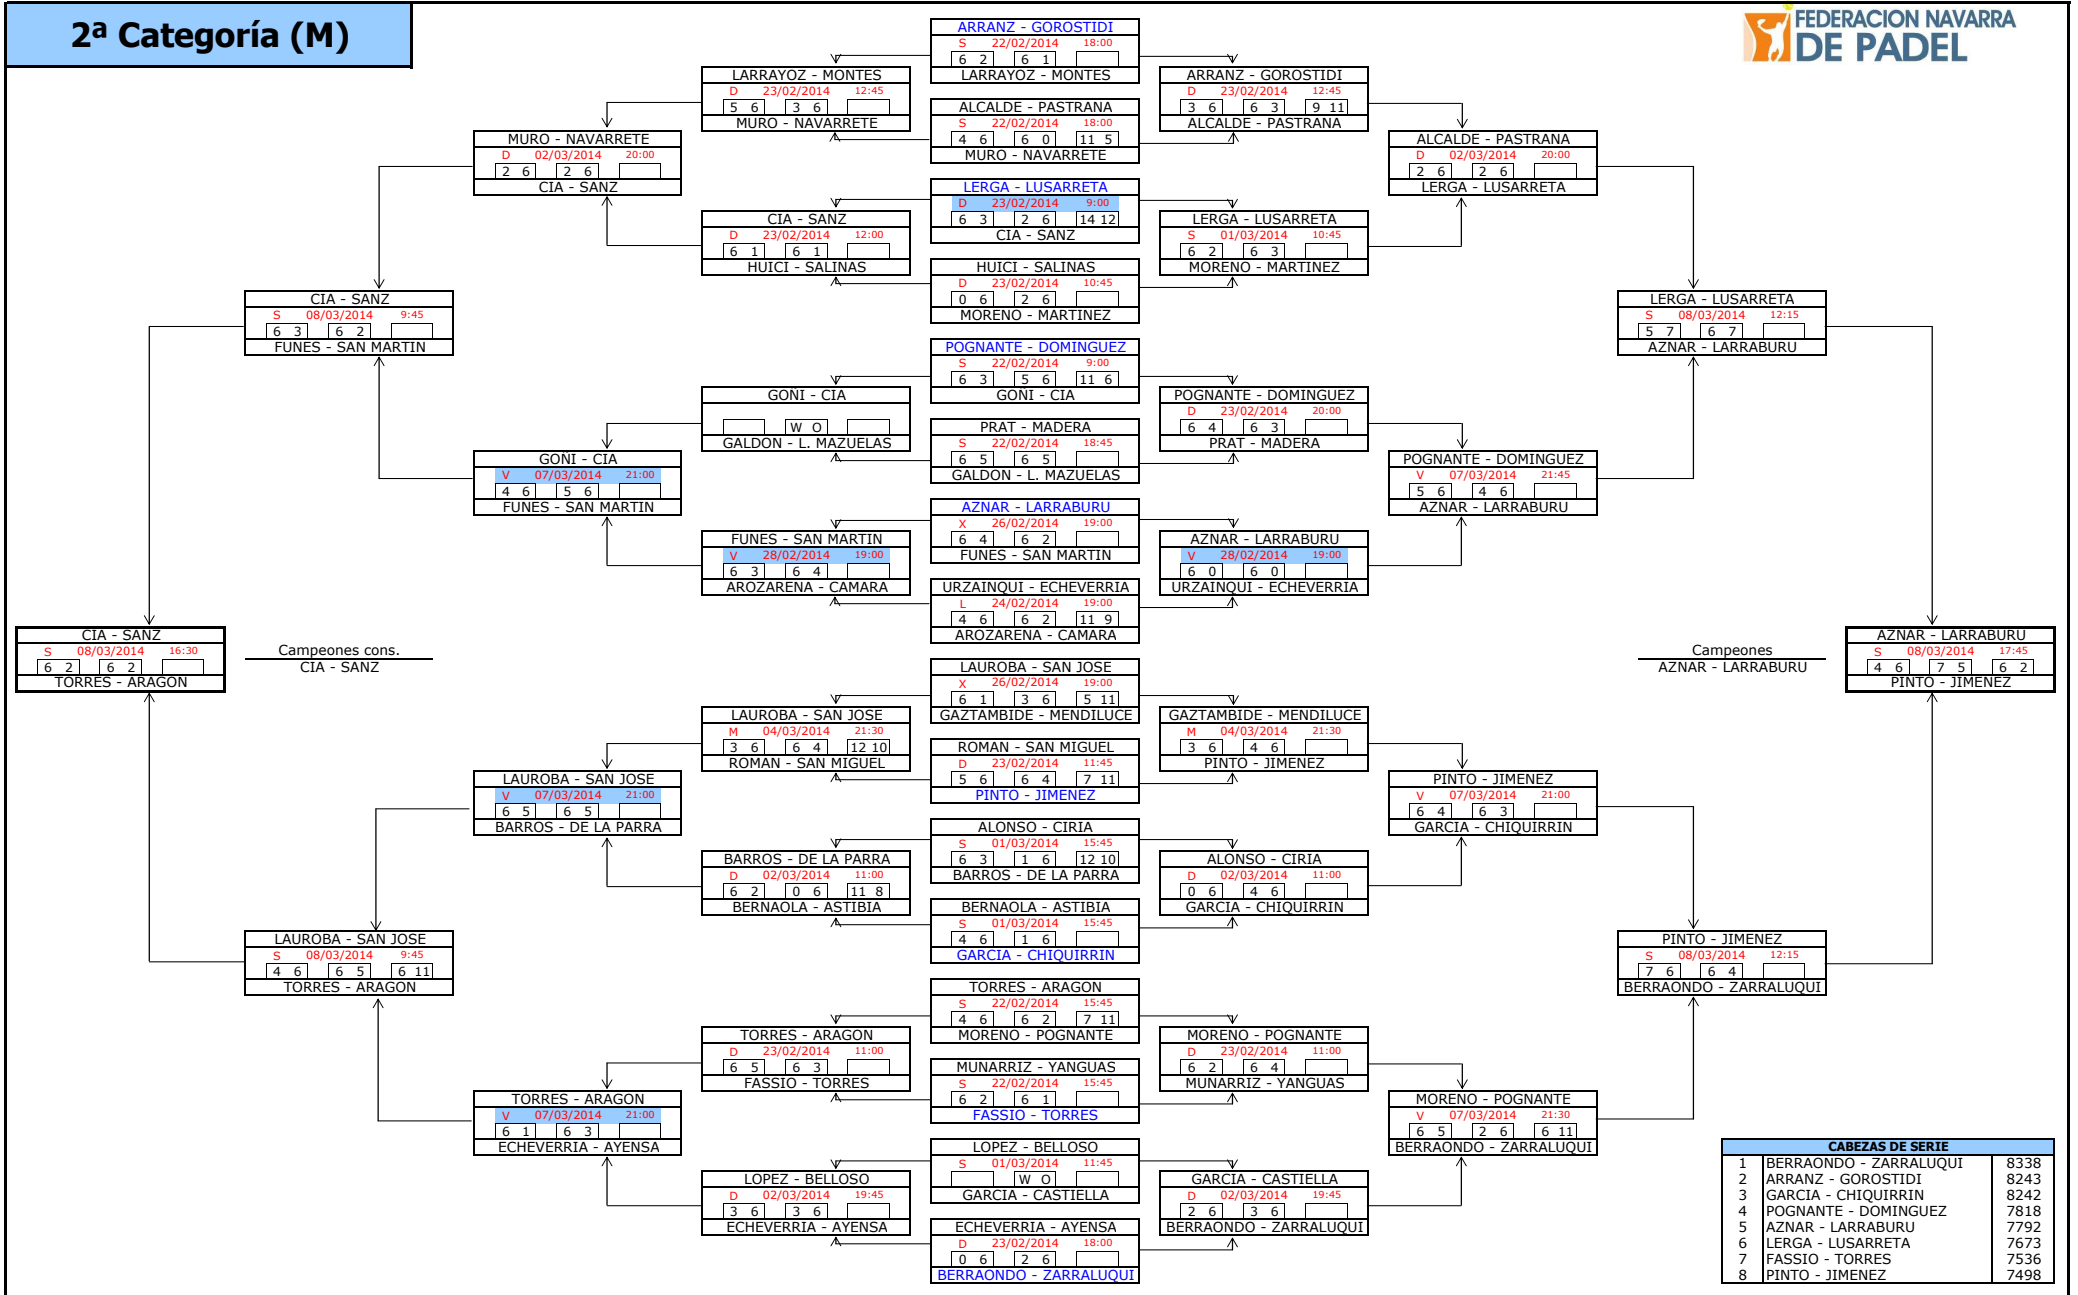 2ª Categoría (M)
FEDERACION NAVARRA
DE PADEL
CIA - SANZ
S 08/03/2014 16:30
6 2 6 2
TORRES - ARAGON
Campeones cons.
CIA - SANZ
CIA - SANZ
S 08/03/2014 9:45
6 3 6 2
FUNES - SAN MARTIN
LAUROBA - SAN JOSE
S 08/03/2014 9:45
4 6 6 5 6 11
TORRES - ARAGON
MURO - NAVARRETE
D 02/03/2014 20:00
2 6 2 6
CIA - SANZ
GOÑI - CIA
V 07/03/2014 21:00
4 6 5 6
FUNES - SAN MARTIN
LAUROBA - SAN JOSE
V 07/03/2014 21:00
6 5 6 5
BARROS - DE LA PARRA
TORRES - ARAGON
V 07/03/2014 21:00
6 1 6 3
ECHEVERRIA - AYENSA
LARRAYOZ - MONTES
D 23/02/2014 12:45
5 6 3 6
MURO - NAVARRETE
CIA - SANZ
D 23/02/2014 12:00
6 1 6 1
HUICI - SALINAS
GOÑI - CIA
W O
GALDON - L. MAZUELAS
FUNES - SAN MARTIN
V 28/02/2014 19:00
6 3 6 4
AROZARENA - CAMARA
LAUROBA - SAN JOSE
M 04/03/2014 21:30
3 6 6 4 12 10
ROMAN - SAN MIGUEL
BARROS - DE LA PARRA
D 02/03/2014 11:00
6 2 0 6 11 8
BERNAOLA - ASTIBIA
TORRES - ARAGON
D 23/02/2014 11:00
6 5 6 3
FASSIO - TORRES
LOPEZ - BELLOSO
D 02/03/2014 19:45
3 6 3 6
ECHEVERRIA - AYENSA
ARRANZ - GOROSTIDI
S 22/02/2014 18:00
6 2 6 1
LARRAYOZ - MONTES
ALCALDE - PASTRANA
S 22/02/2014 18:00
4 6 6 0 11 5
MURO - NAVARRETE
LERGA - LUSARRETA
D 23/02/2014 9:00
6 3 2 6 14 12
CIA - SANZ
HUICI - SALINAS
D 23/02/2014 10:45
0 6 2 6
MORENO - MARTINEZ
POGNANTE - DOMINGUEZ
S 22/02/2014 9:00
6 3 5 6 11 6
GOÑI - CIA
PRAT - MADERA
S 22/02/2014 18:45
6 5 6 5
GALDON - L. MAZUELAS
AZNAR - LARRABURU
X 26/02/2014 19:00
6 4 6 2
FUNES - SAN MARTIN
URZAINQUI - ECHEVERRIA
L 24/02/2014 19:00
4 6 6 2 11 9
AROZARENA - CAMARA
LAUROBA - SAN JOSE
X 26/02/2014 19:00
6 1 3 6 5 11
GAZTAMBIDE - MENDILUCE
ROMAN - SAN MIGUEL
D 23/02/2014 11:45
5 6 6 4 7 11
PINTO - JIMENEZ
ALONSO - CIRIA
S 01/03/2014 15:45
6 3 1 6 12 10
BARROS - DE LA PARRA
BERNAOLA - ASTIBIA
S 01/03/2014 15:45
4 6 1 6
GARCIA - CHIQUIRRIN
TORRES - ARAGON
S 22/02/2014 15:45
4 6 6 2 7 11
MORENO - POGNANTE
MUNARRIZ - YANGUAS
S 22/02/2014 15:45
6 2 6 1
FASSIO - TORRES
LOPEZ - BELLOSO
S 01/03/2014 11:45
W O
GARCIA - CASTIELLA
ECHEVERRIA - AYENSA
D 23/02/2014 18:00
0 6 2 6
BERRAONDO - ZARRALUQUI
ARRANZ - GOROSTIDI
D 23/02/2014 12:45
3 6 6 3 9 11
ALCALDE - PASTRANA
LERGA - LUSARRETA
S 01/03/2014 10:45
6 2 6 3
MORENO - MARTINEZ
POGNANTE - DOMINGUEZ
D 23/02/2014 20:00
6 4 6 3
PRAT - MADERA
AZNAR - LARRABURU
V 28/02/2014 19:00
6 0 6 0
URZAINQUI - ECHEVERRIA
GAZTAMBIDE - MENDILUCE
M 04/03/2014 21:30
3 6 4 6
PINTO - JIMENEZ
ALONSO - CIRIA
D 02/03/2014 11:00
0 6 4 6
GARCIA - CHIQUIRRIN
MORENO - POGNANTE
D 23/02/2014 11:00
6 2 6 4
MUNARRIZ - YANGUAS
GARCIA - CASTIELLA
D 02/03/2014 19:45
2 6 3 6
BERRAONDO - ZARRALUQUI
ALCALDE - PASTRANA
D 02/03/2014 20:00
2 6 2 6
LERGA - LUSARRETA
POGNANTE - DOMINGUEZ
V 07/03/2014 21:45
5 6 4 6
AZNAR - LARRABURU
PINTO - JIMENEZ
V 07/03/2014 21:00
6 4 6 3
GARCIA - CHIQUIRRIN
MORENO - POGNANTE
V 07/03/2014 21:30
6 5 2 6 6 11
BERRAONDO - ZARRALUQUI
LERGA - LUSARRETA
S 08/03/2014 12:15
5 7 6 7
AZNAR - LARRABURU
PINTO - JIMENEZ
S 08/03/2014 12:15
7 6 6 4
BERRAONDO - ZARRALUQUI
Campeones
AZNAR - LARRABURU
AZNAR - LARRABURU
S 08/03/2014 17:45
4 6 7 5 6 2
PINTO - JIMENEZ
CABEZAS DE SERIE
1 BERRAONDO - ZARRALUQUI 8338
2 ARRANZ - GOROSTIDI 8243
3 GARCIA - CHIQUIRRIN 8242
4 POGNANTE - DOMINGUEZ 7818
5 AZNAR - LARRABURU 7792
6 LERGA - LUSARRETA 7673
7 FASSIO - TORRES 7536
8 PINTO - JIMENEZ 7498